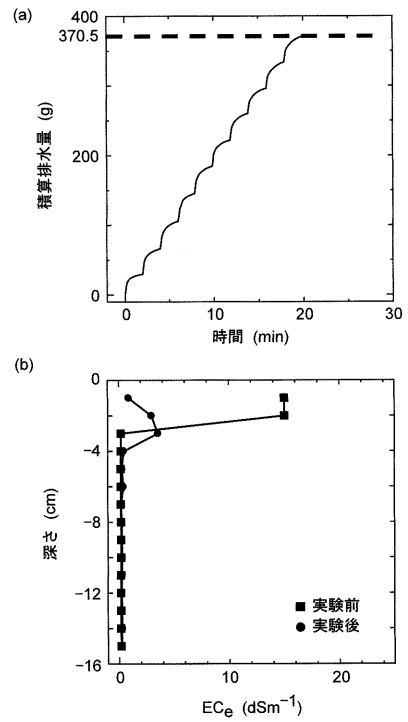 (a)
400
370.5
200
0
積算排水量 (g)
0 10 20 30
時間 (min)
(b)
0
-4
-8
-12
-16
深さ (cm)
実験前
実験後
0 10 20
ECe (dSm−1)